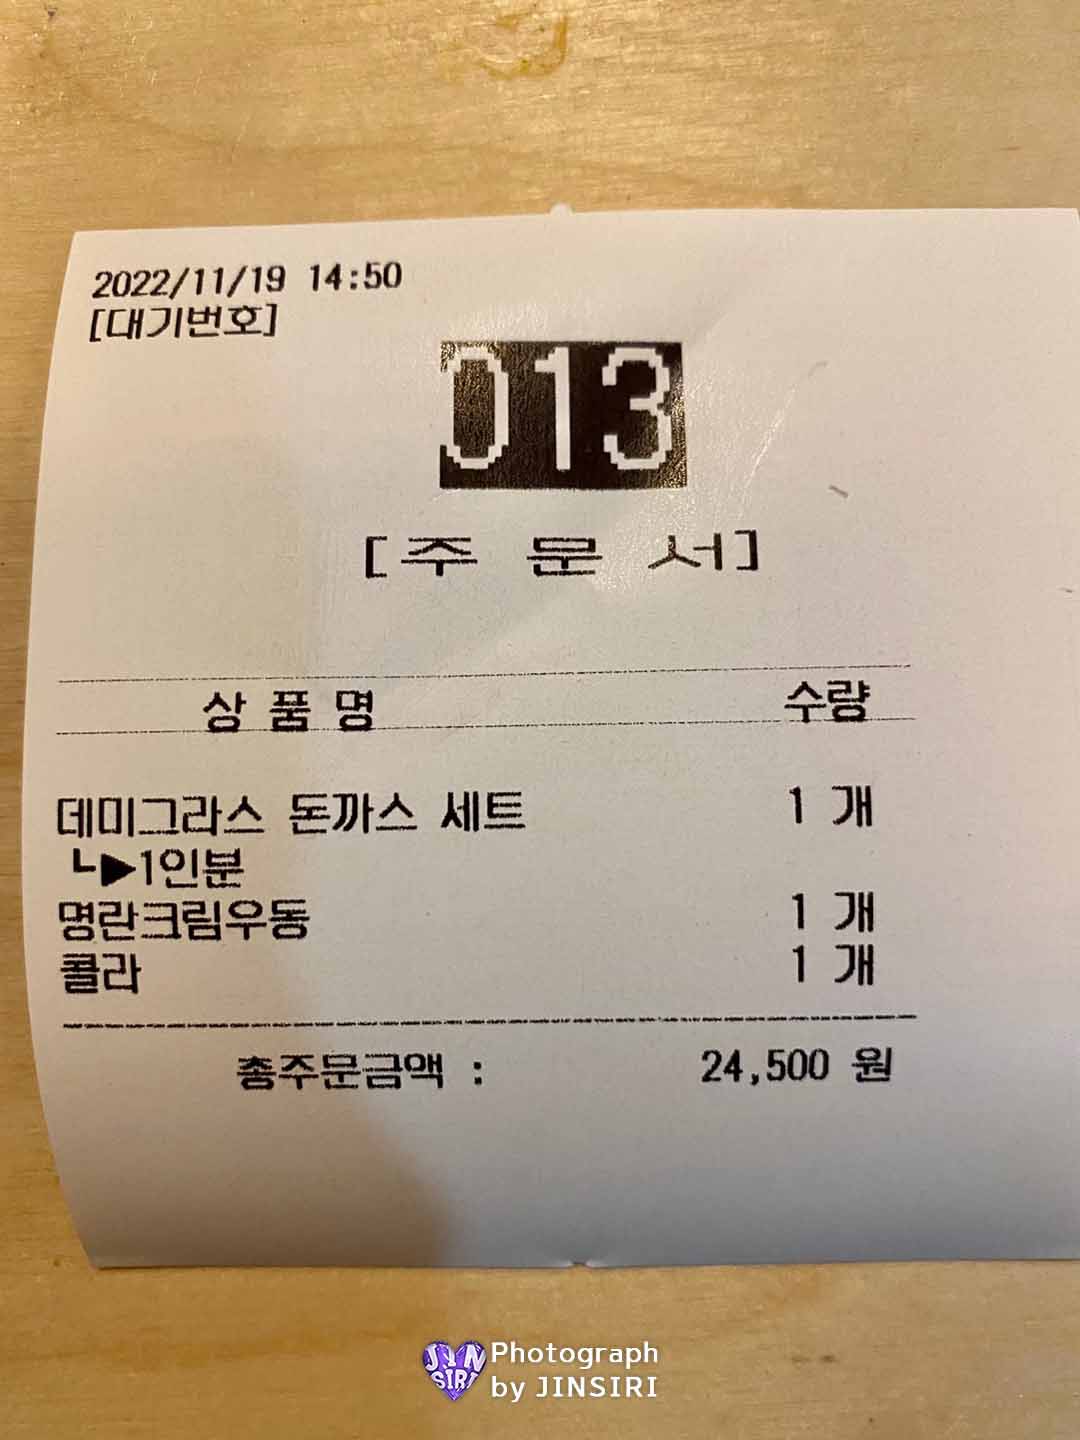 2022/11/19 14:50
[대기번호]
013
[주 문 서]
상 품 명 수량
데미그라스 돈까스 세트 1 개
┗▶1인분
명란크림우동 1 개
콜라 1 개
총주문금액 : 24,500 원
JIN SIRI Photograph
by JINSIRI